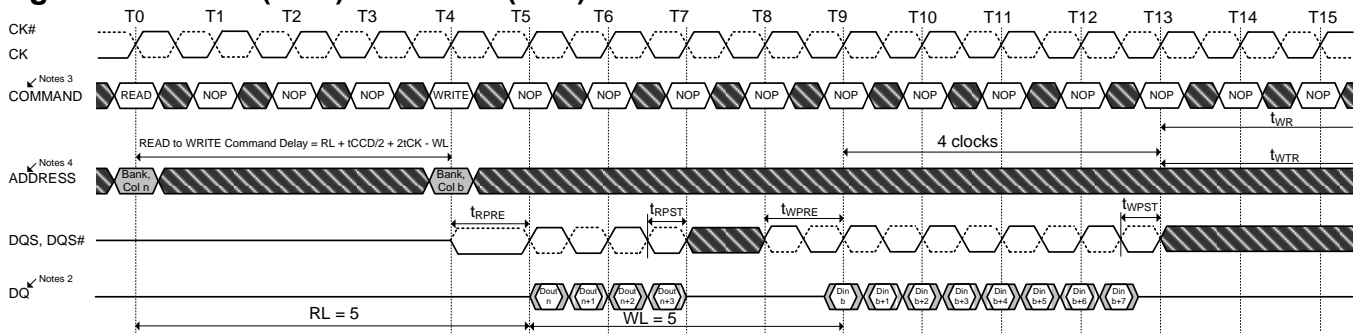 T0 T1 T2 T3 T4 T5 T6 T7 T8 T9 T10 T11 T12 T13 T14 T15
CK#
CK
Notes 3
COMMAND READ NOP NOP NOP WRITE NOP NOP NOP NOP NOP NOP NOP NOP NOP NOP NOP
tWR
READ to WRITE Command Delay = RL + tCCD/2 + 2tCK - WL
4 clocks
Notes 4
tWTR
ADDRESS
Bank, Col n
Bank, Col b
tRPRE tRPST tWPRE tWPST
DQS, DQS#
Notes 2
DQ
Dout n
Dout n+1
Dout n+2
Dout n+3
Din b
Din b+1
Din b+2
Din b+3
Din b+4
Din b+5
Din b+6
Din b+7
RL = 5 WL = 5